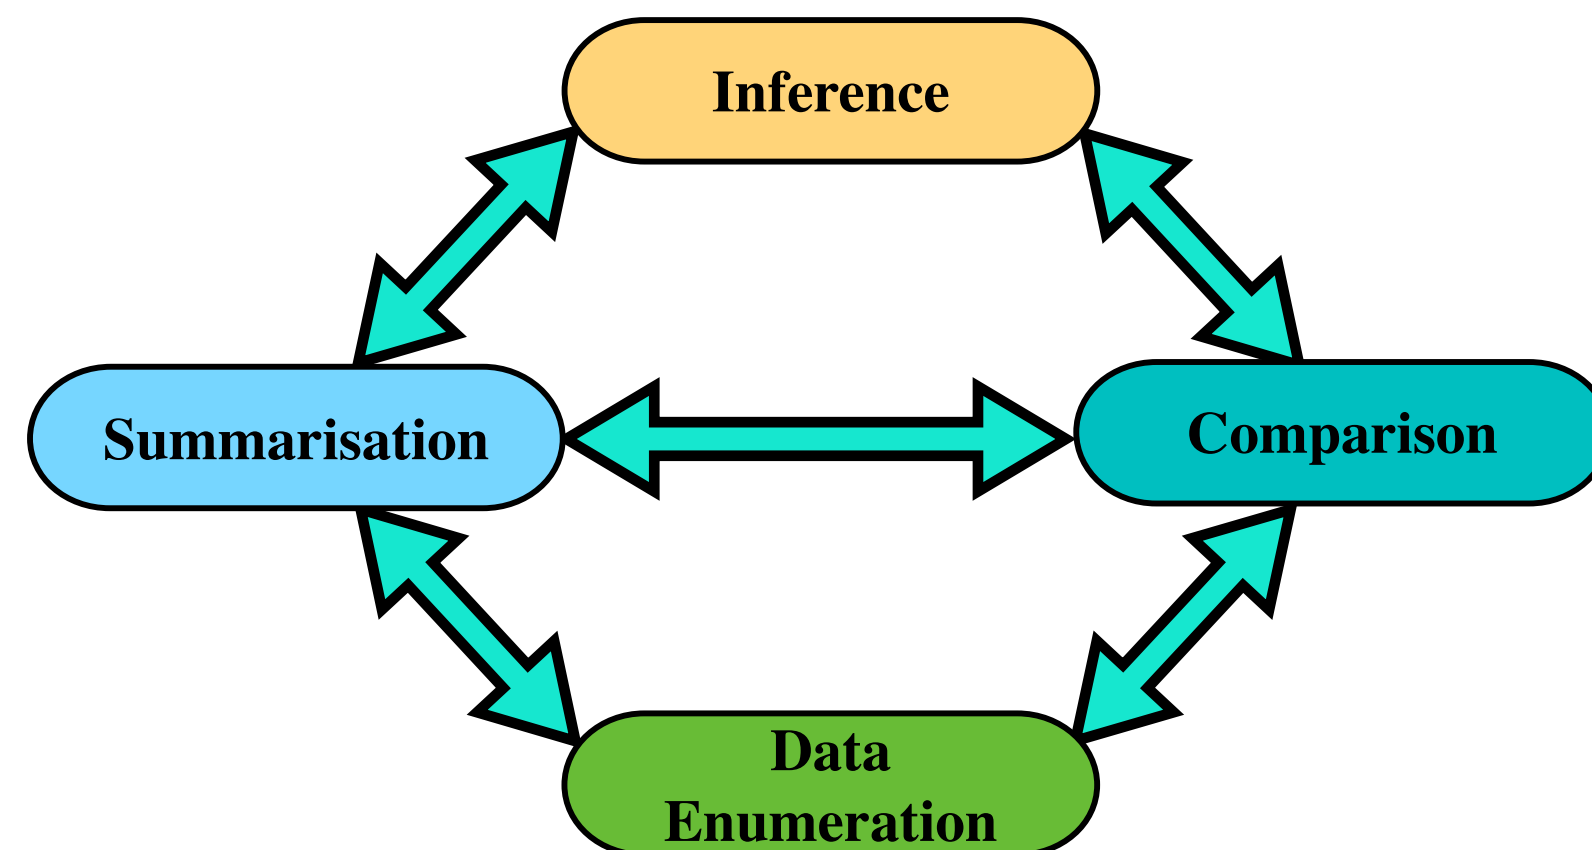 Inference
Summarisation
Comparison
Data
Enumeration